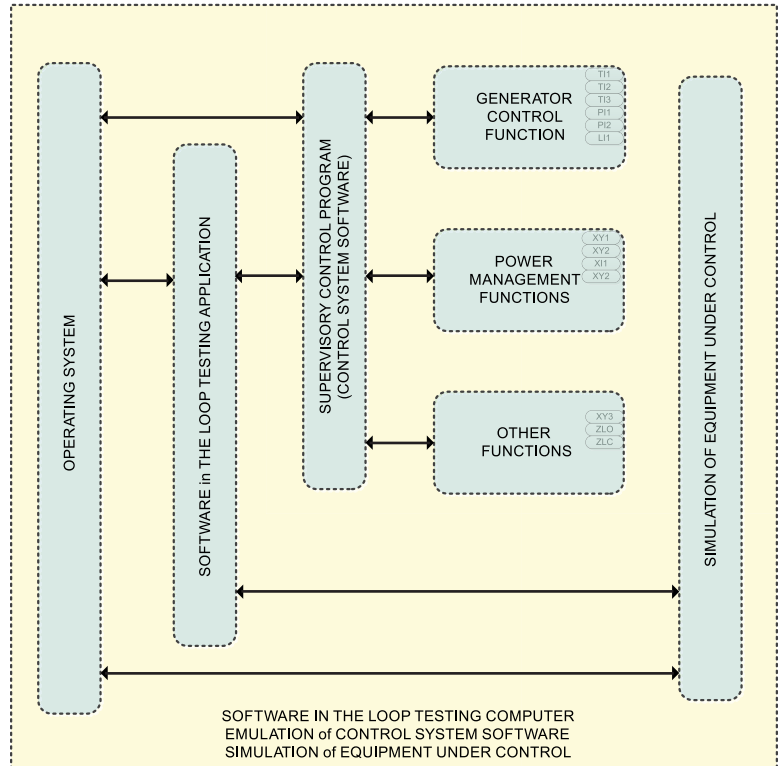 OPERATING SYSTEM
SOFTWARE in THE LOOP TESTING APPLICATION
SUPERVISORY CONTROL PROGRAM
(CONTROL SYSTEM SOFTWARE)
GENERATOR
CONTROL
FUNCTION
TI1
TI2
TI3
PI1
PI2
LI1
POWER
MANAGEMENT
FUNCTIONS
XY1
XY2
XI1
XY2
OTHER
FUNCTIONS
XY3
ZLO
ZLC
SIMULATION OF EQUIPMENT UNDER CONTROL
SOFTWARE IN THE LOOP TESTING COMPUTER
EMULATION of CONTROL SYSTEM SOFTWARE
SIMULATION of EQUIPMENT UNDER CONTROL